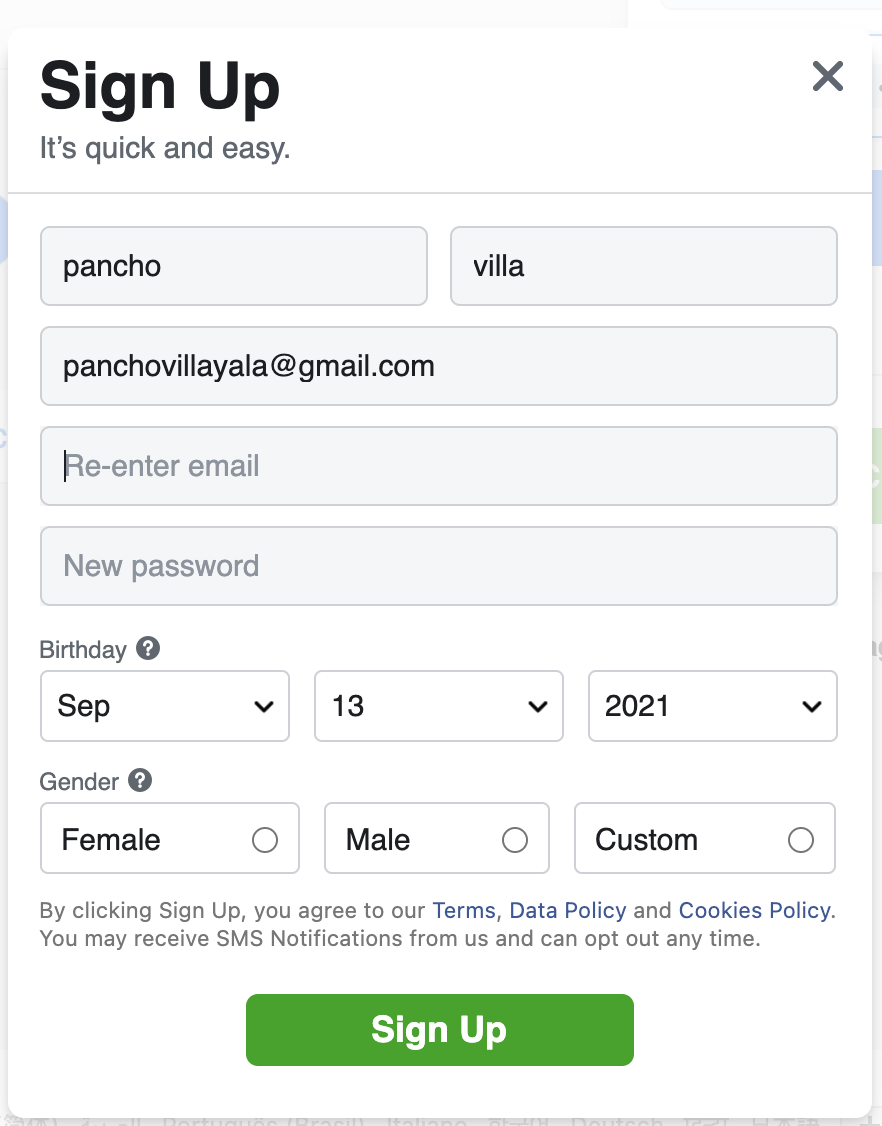 Sign Up
It's quick and easy.
pancho
villa
panchovillayala@gmail.com
Re-enter email
New password
Birthday
Sep
13
2021
Gender
Female
Male
Custom
By clicking Sign Up, you agree to our Terms, Data Policy and Cookies Policy.
You may receive SMS Notifications from us and can opt out any time.
Sign Up
Português (Brasil) Italiano 한국어 Deutsch हिन्दी 日本語